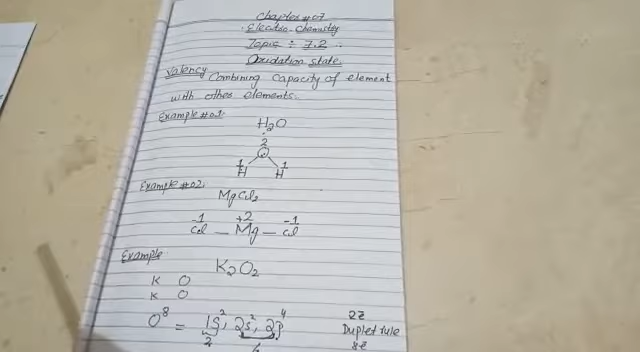 Chapter #07
Electro-Chemistry
Topic : 7.2
Oxidation state
Valency Combining Capacity of element
with other elements.
Example #01:
H₂O
2
O
1 1
H H
Example #02:
MgCl₂
-1 +2 -1
Cl - Mg - Cl
Example
K₂O₂
K O
K O
O⁸ = 1S², 2S², 2P⁴
2 6
2e
Duplet rule
8e